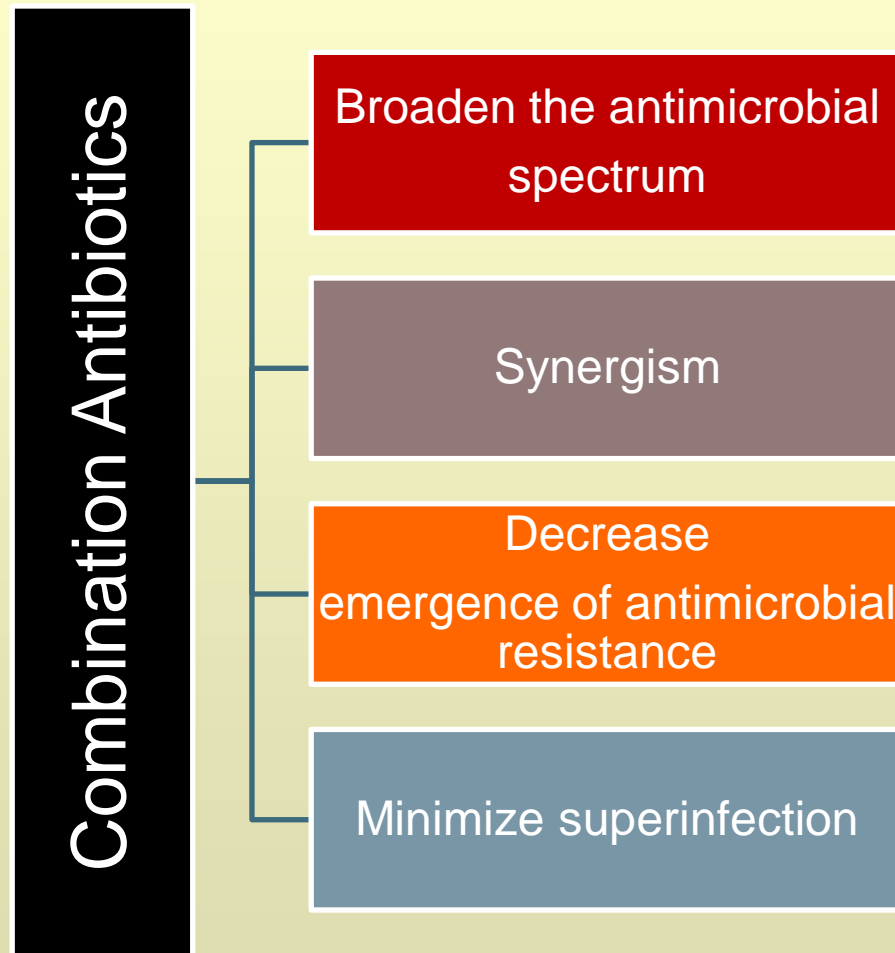 Combination Antibiotics
Broaden the antimicrobial
spectrum
Synergism
Decrease
emergence of antimicrobial
resistance
Minimize superinfection